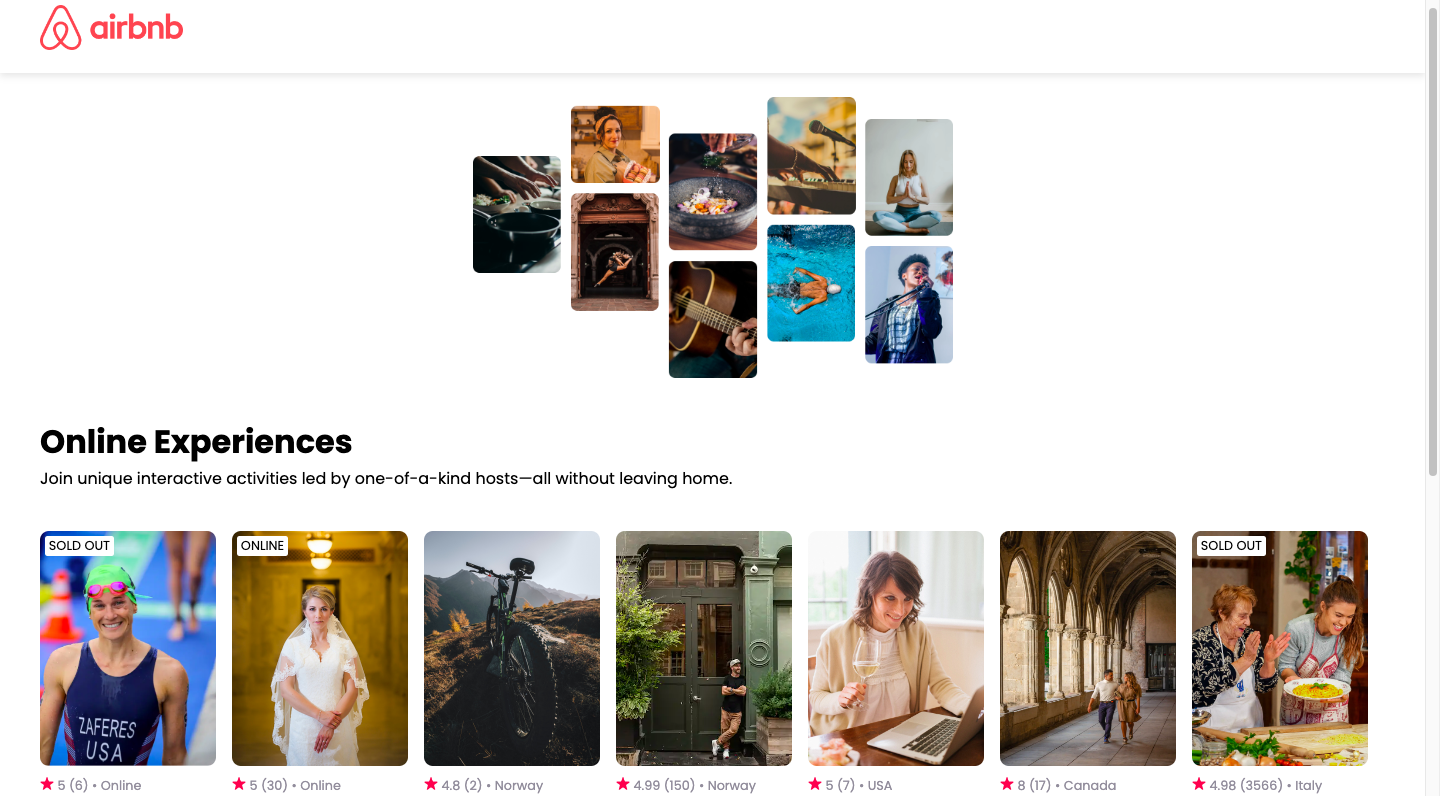 airbnb
Online Experiences
Join unique interactive activities led by one-of-a-kind hosts—all without leaving home.
SOLD OUT
ONLINE
SOLD OUT
ZAFERES
USA
5 (6) • Online
5 (30) • Online
4.8 (2) • Norway
4.99 (150) • Norway
5 (7) • USA
8 (17) • Canada
4.98 (3566) • Italy